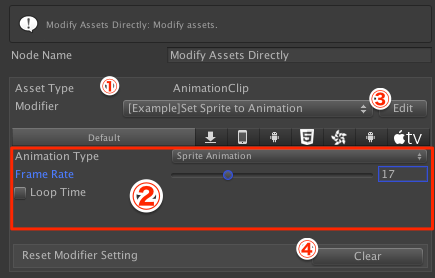 Modify Assets Directly: Modify assets.
Node Name Modify Assets Directly
Asset Type ① AnimationClip
Modifier [Example]Set Sprite to Animation ③ Edit
Default tv
Animation Type Sprite Animation
Frame Rate 17
Loop Time ②
Reset Modifier Setting ④ Clear